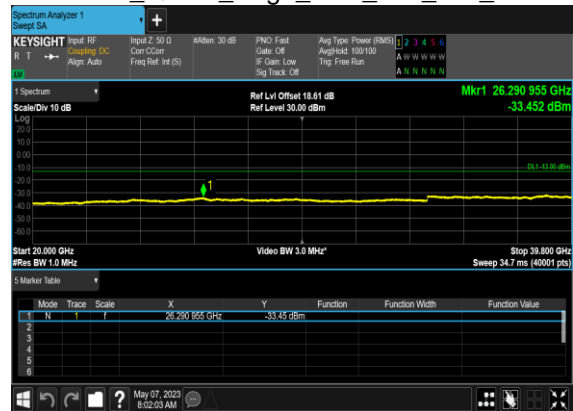 Spectrum Analyzer 1
Swept SA
+
KEYSIGHT
R T
LU
Input: RF
Coupling: DC
Align: Auto
Input Z: 50 Ω
Corr CCorr
Freq Ref: Int (S)
#Atten: 30 dB
PNO: Fast
Gate: Off
IF Gain: Low
Sig Track: Off
Avg Type: Power (RMS)
Avg|Hold: 100/100
Trig: Free Run
1 2 3 4 5 6
A W W W W W
A N N N N N
1 Spectrum
Scale/Div 10 dB
Ref Lvl Offset 18.61 dB
Ref Level 30.00 dBm
Mkr1 26.290 955 GHz
-33.452 dBm
Log
20.0
10.0
0.00
-10.0
-20.0
-30.0
-40.0
-50.0
-60.0
DL1 -13.00 dBm
1
Start 20.000 GHz
#Res BW 1.0 MHz
Video BW 3.0 MHz*
Stop 39.800 GHz
Sweep 34.7 ms (40001 pts)
5 Marker Table
Mode Trace Scale X Y Function Function Width Function Value
1 N 1 f 26.290 955 GHz -33.45 dBm
2
3
4
5
6
? May 07, 2023
8:02:03 AM